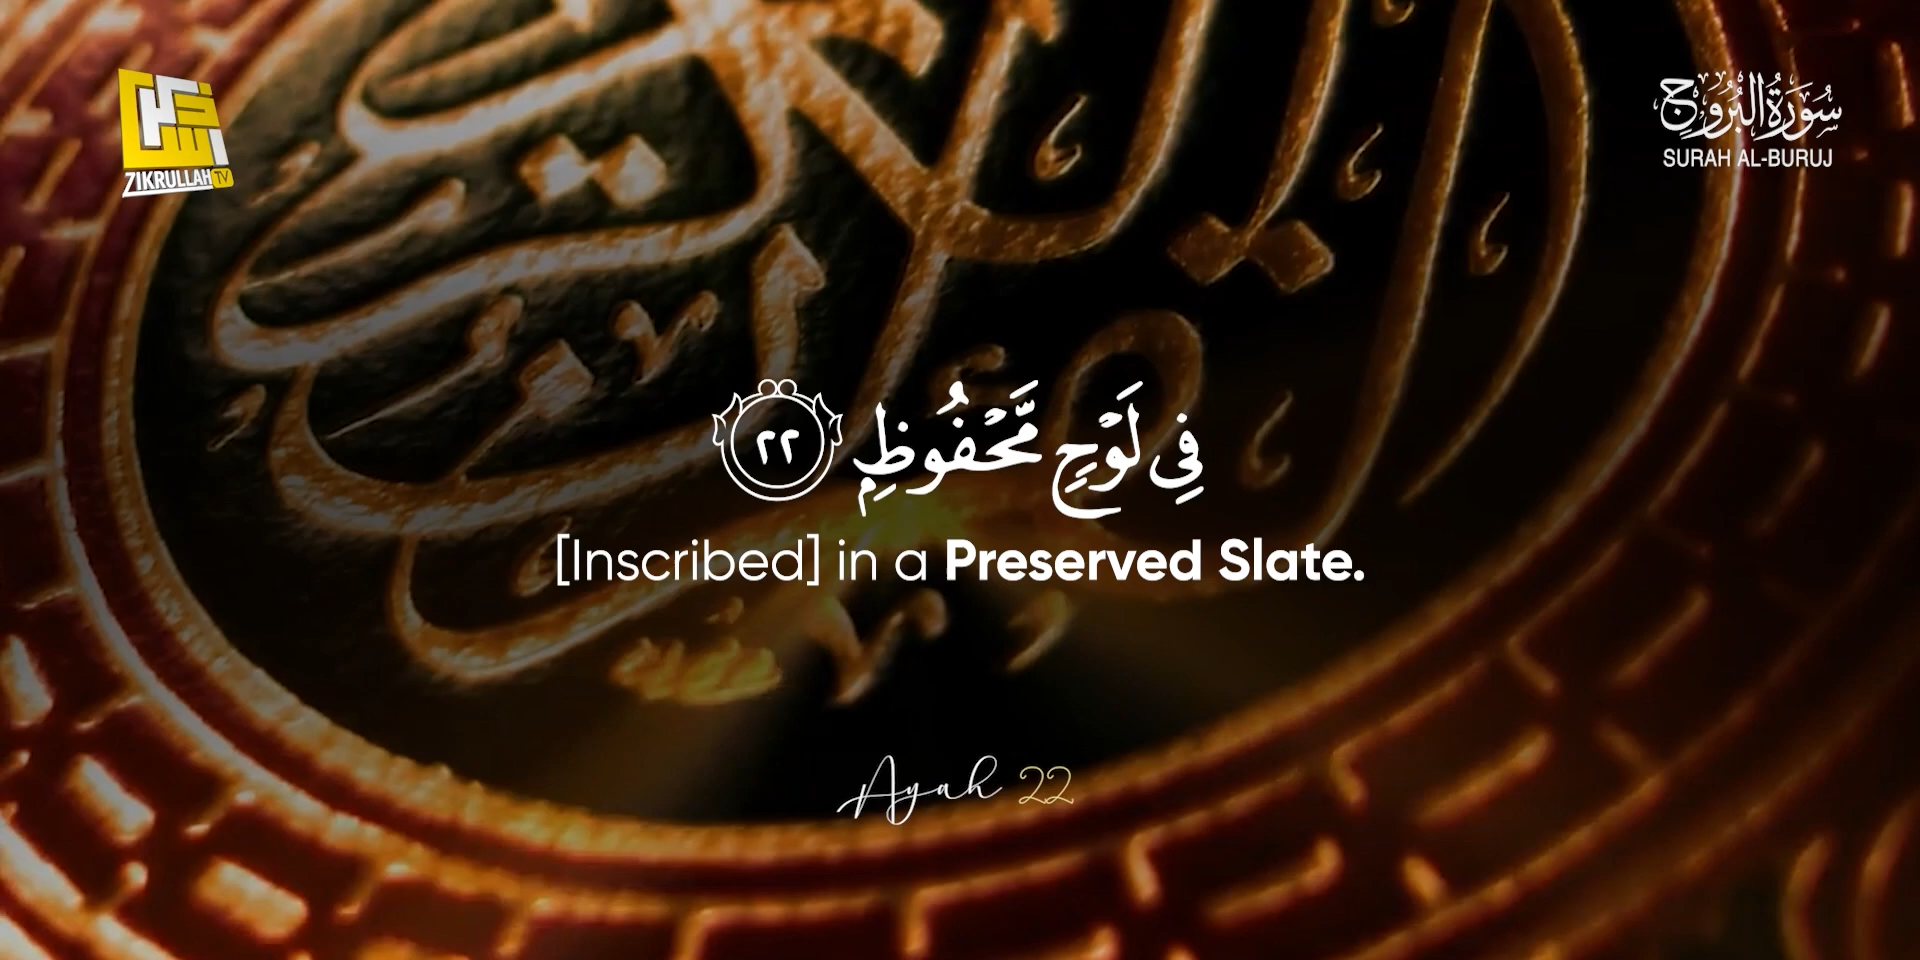 ZIKRULLAH TV
سُورَةُ البُرُوجِ
SURAH AL-BURUJ
فِي لَوْحٍ مَّحْفُوظٍ ٢٢
[Inscribed] in a Preserved Slate.
Ayah 22